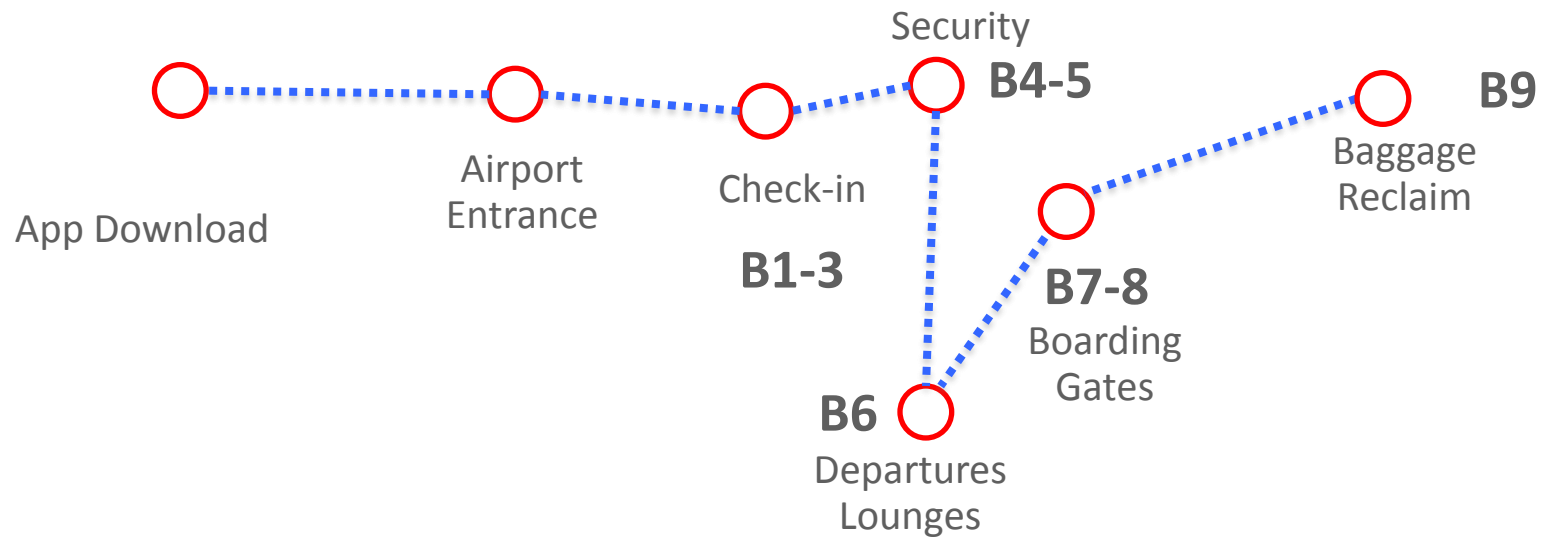 App Download
Airport
Entrance
Check-in
B1-3
Security
B4-5
B6
Departures
Lounges
B7-8
Boarding
Gates
B9
Baggage
Reclaim